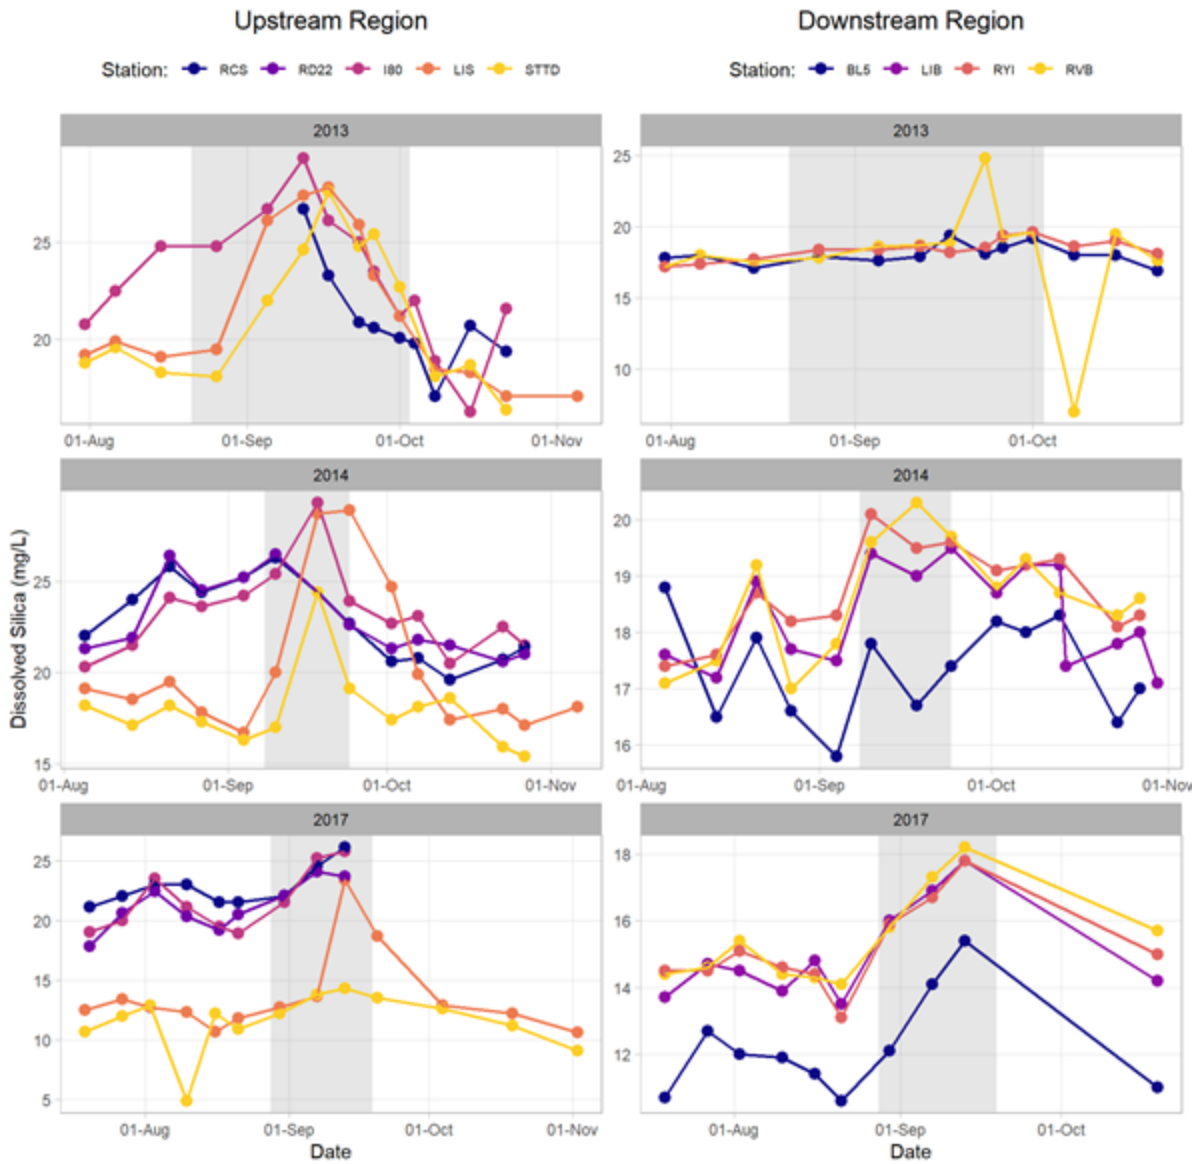 Upstream Region
Downstream Region
Station: RCS RD22 I80 LIS STTD
Station: BL5 LIB RYI RVB
2013
2013
25
20
25
20
15
10
01-Aug 01-Sep 01-Oct 01-Nov
01-Aug 01-Sep 01-Oct
2014
2014
Dissolved Silica (mg/L)
25
20
15
20
19
18
17
16
01-Aug 01-Sep 01-Oct 01-Nov
01-Aug 01-Sep 01-Oct 01-Nov
2017
2017
25
20
15
10
5
18
16
14
12
01-Aug 01-Sep 01-Oct 01-Nov
01-Aug 01-Sep 01-Oct
Date
Date